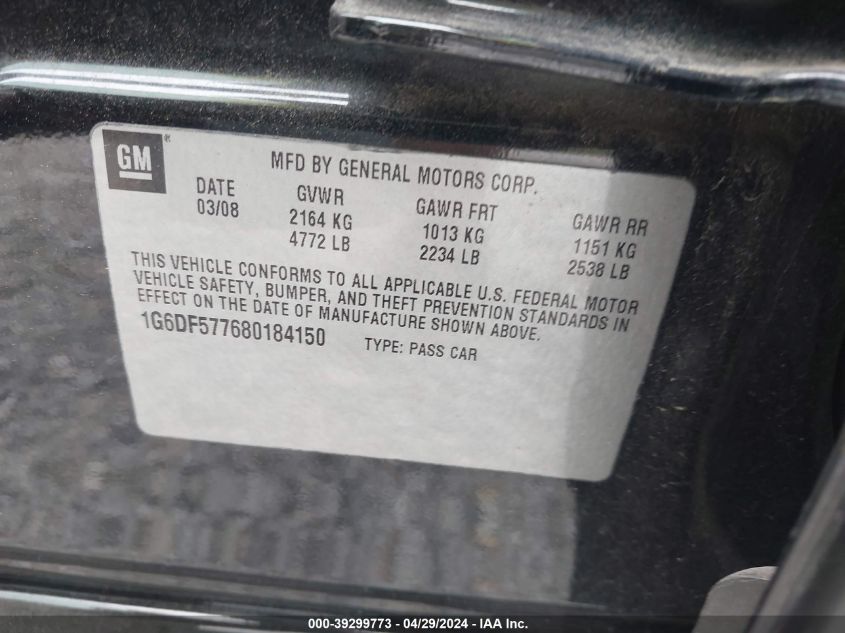 GM ®
MFD BY GENERAL MOTORS CORP.
DATE GVWR GAWR FRT GAWR RR
03/08 2164 KG 1013 KG 1151 KG
4772 LB 2234 LB 2538 LB
THIS VEHICLE CONFORMS TO ALL APPLICABLE U.S. FEDERAL MOTOR
VEHICLE SAFETY, BUMPER, AND THEFT PREVENTION STANDARDS IN
EFFECT ON THE DATE OF MANUFACTURE SHOWN ABOVE.
1G6DF577680184150 TYPE: PASS CAR
000-39299773 - 04/29/2024 - IAA Inc.